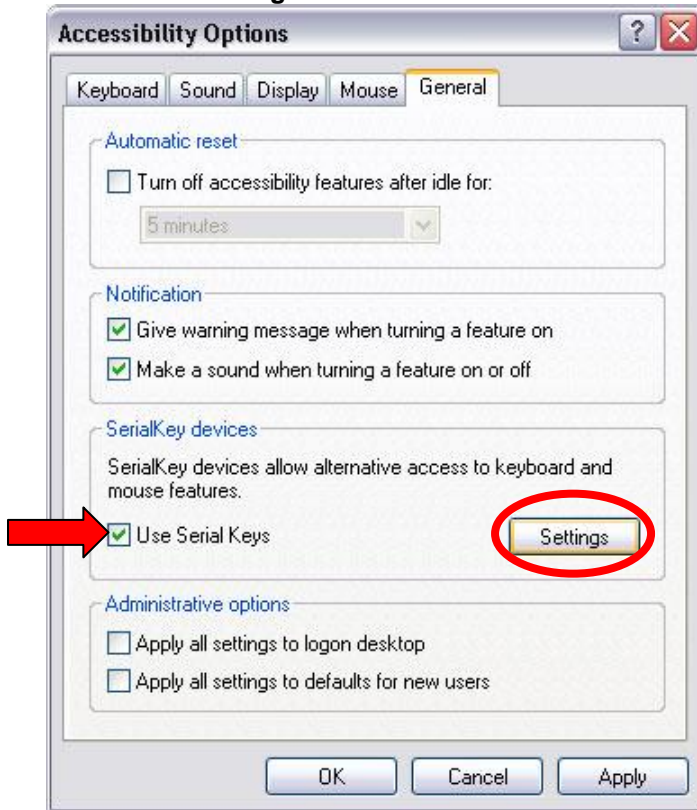 Accessibility Options
Keyboard Sound Display Mouse General
Automatic reset
Turn off accessibility features after idle for:
5 minutes
Notification
Give warning message when turning a feature on
Make a sound when turning a feature on or off
SerialKey devices
SerialKey devices allow alternative access to keyboard and
mouse features.
Use Serial Keys Settings
Administrative options
Apply all settings to logon desktop
Apply all settings to defaults for new users
OK Cancel Apply